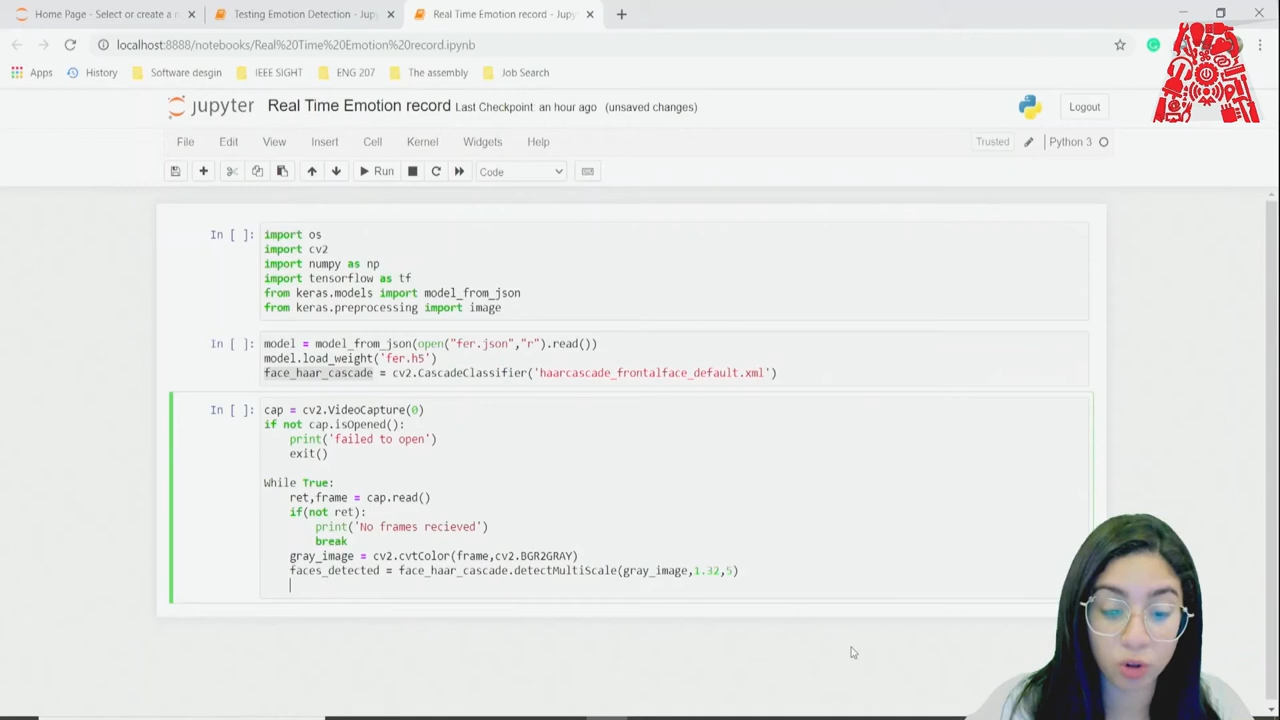 Home Page - Select or create a n
Testing Emotion Detection - Jup
Real Time Emotion record - Jupy
localhost:8888/notebooks/Real%20Time%20Emotion%20record.ipynb
Apps History Software desgin IEEE SIGHT ENG 207 The assembly Job Search
jupyter Real Time Emotion record Last Checkpoint an hour ago (unsaved changes) Logout
File Edit View Insert Cell Kernel Widgets Help Trusted Python 3
Run Code
In [ ]: import os
import cv2
import numpy as np
import tensorflow as tf
from keras.models import model_from_json
from keras.preprocessing import image
In [ ]: model = model_from_json(open("fer.json","r").read())
model.load_weight('fer.h5')
face_haar_cascade = cv2.CascadeClassifier('haarcascade_frontalface_default.xml')
In [ ]: cap = cv2.VideoCapture(0)
if not cap.isOpened():
print('failed to open')
exit()
While True:
ret,frame = cap.read()
if(not ret):
print('No frames recieved')
break
gray_image = cv2.cvtColor(frame,cv2.BGR2GRAY)
faces_detected = face_haar_cascade.detectMultiScale(gray_image,1.32,5)